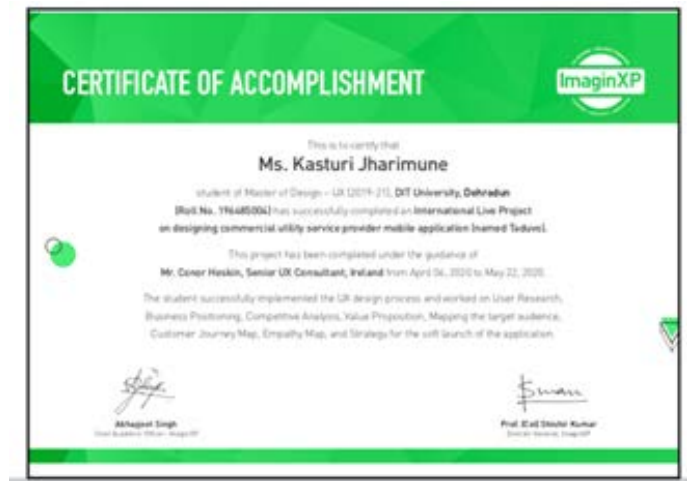 CERTIFICATE OF ACCOMPLISHMENT
ImaginXP
This is to certify that
Ms. Kasturi Jharimune
student of Master of Design – UX (2019-21), DIT University, Dehradun
(Roll No. 196485004) has successfully completed an International Live Project
on designing commercial utility service provider mobile application (named Taduvo).
This project has been completed under the guidance of
Mr. Conor Hoskin, Senior UX Consultant, Ireland from April 06, 2020 to May 22, 2020.
The student successfully implemented the UX design process and worked on User Research,
Business Positioning, Competitive Analysis, Value Proposition, Mapping the target audience,
Customer Journey Map, Empathy Map, and Strategy for the soft launch of the application.
Singh
Prof. (Col) Shishir Kumar